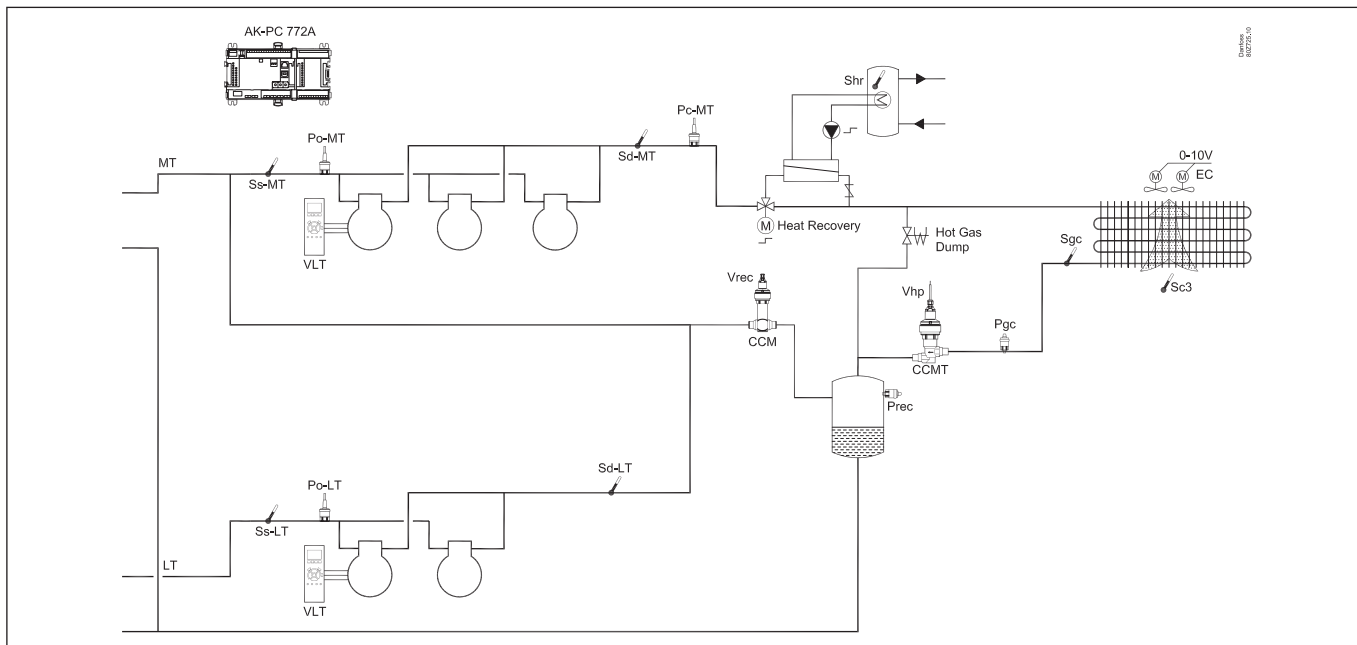 AK-PC 772A
Danfoss
80Z725.10
Shr
Pc-MT
Po-MT
Sd-MT
0-10V
M
M
EC
MT
Ss-MT
M
Heat Recovery
Hot Gas
Dump
Sgc
VLT
Vrec
Vhp
Sc3
Pgc
CCM
CCMT
Prec
Sd-LT
Po-LT
Ss-LT
LT
VLT